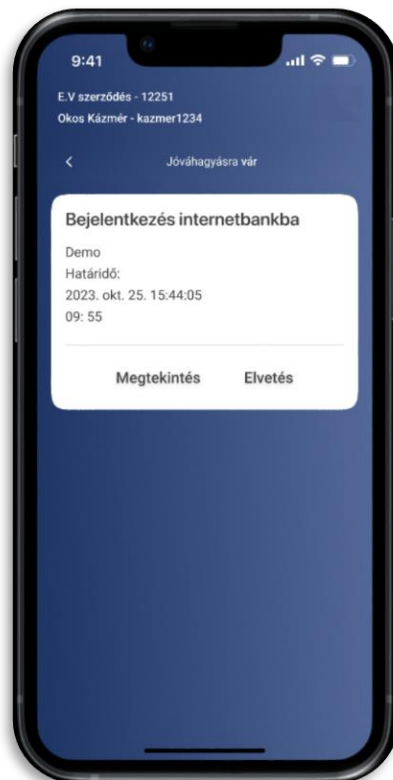 9:41
E.V szerződés - 12251
Okos Kázmér - kazmer1234
Jóváhagyásra vár
Bejelentkezés internetbankba
Demo
Határidő:
2023. okt. 25. 15:44:05
09: 55
Megtekintés Elvetés